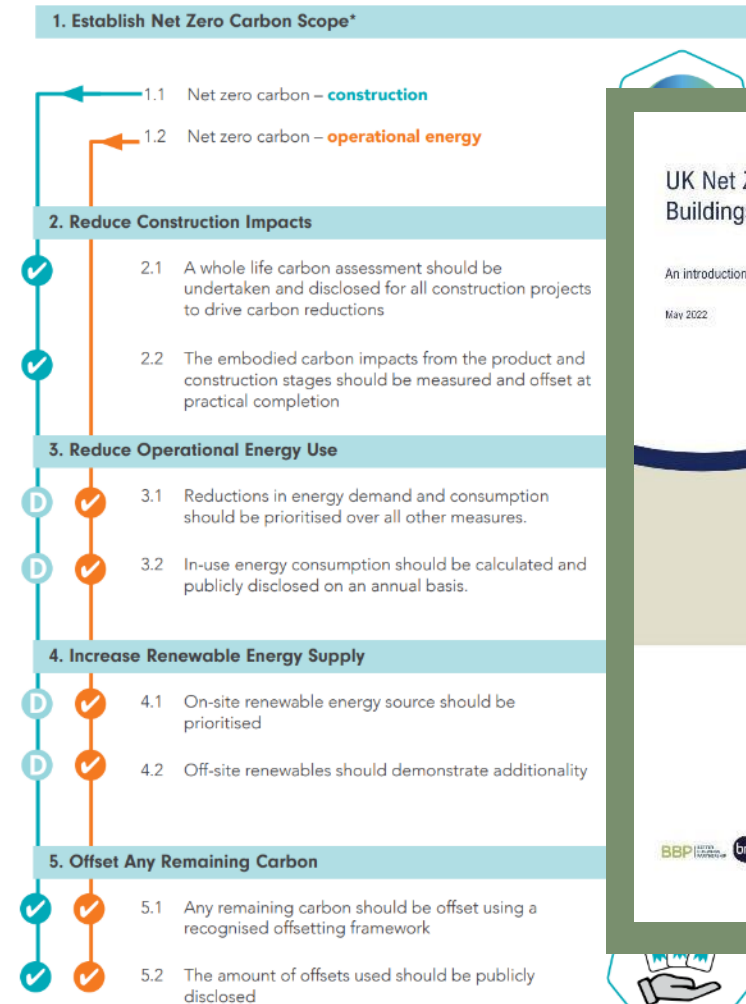 1. Establish Net Zero Carbon Scope*
1.1 Net zero carbon – construction
1.2 Net zero carbon – operational energy
2. Reduce Construction Impacts
2.1 A whole life carbon assessment should be
undertaken and disclosed for all construction projects
to drive carbon reductions
2.2 The embodied carbon impacts from the product and
construction stages should be measured and offset at
practical completion
3. Reduce Operational Energy Use
D
3.1 Reductions in energy demand and consumption
should be prioritised over all other measures.
D
3.2 In-use energy consumption should be calculated and
publicly disclosed on an annual basis.
4. Increase Renewable Energy Supply
D
4.1 On-site renewable energy source should be
prioritised
D
4.2 Off-site renewables should demonstrate additionality
5. Offset Any Remaining Carbon
5.1 Any remaining carbon should be offset using a
recognised offsetting framework
5.2 The amount of offsets used should be publicly
disclosed
UK Net
Building
An introduction
May 2022
BBP